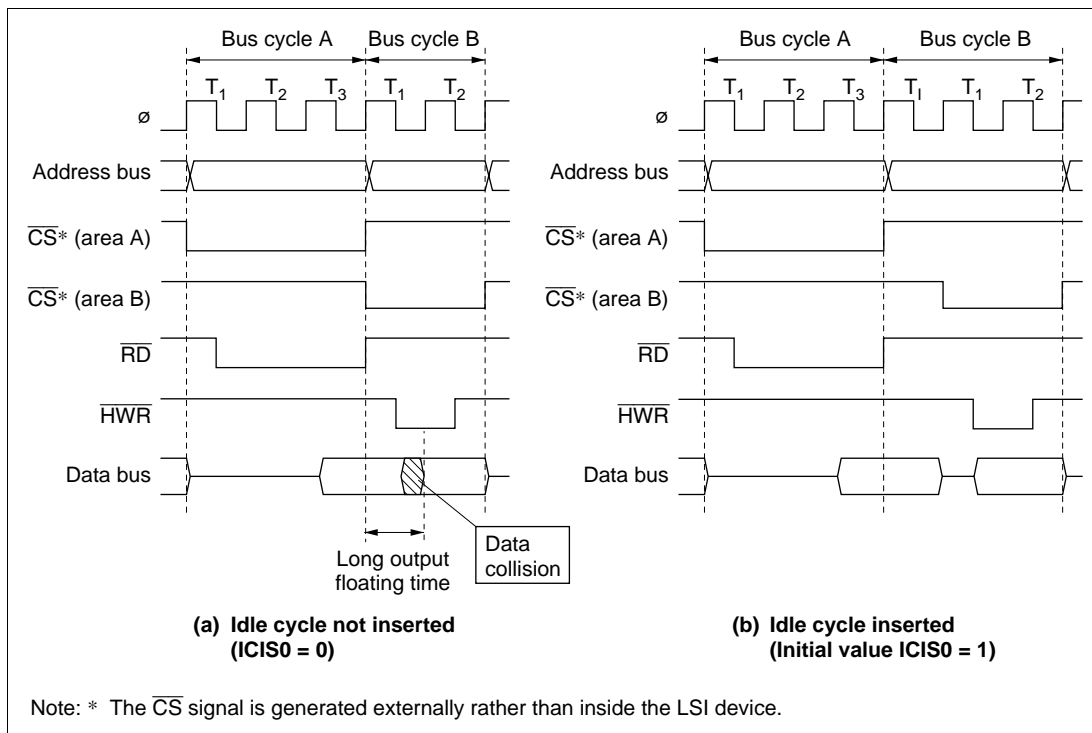 Bus cycle A Bus cycle B
T1 T2 T3 T1 T2
ø
Address bus
CS* (area A)
CS* (area B)
RD
HWR
Data bus
Long output
floating time
Data
collision
(a) Idle cycle not inserted
(ICIS0 = 0)
Bus cycle A Bus cycle B
T1 T2 T3 TI T1 T2
ø
Address bus
CS* (area A)
CS* (area B)
RD
HWR
Data bus
(b) Idle cycle inserted
(Initial value ICIS0 = 1)
Note: * The CS signal is generated externally rather than inside the LSI device.